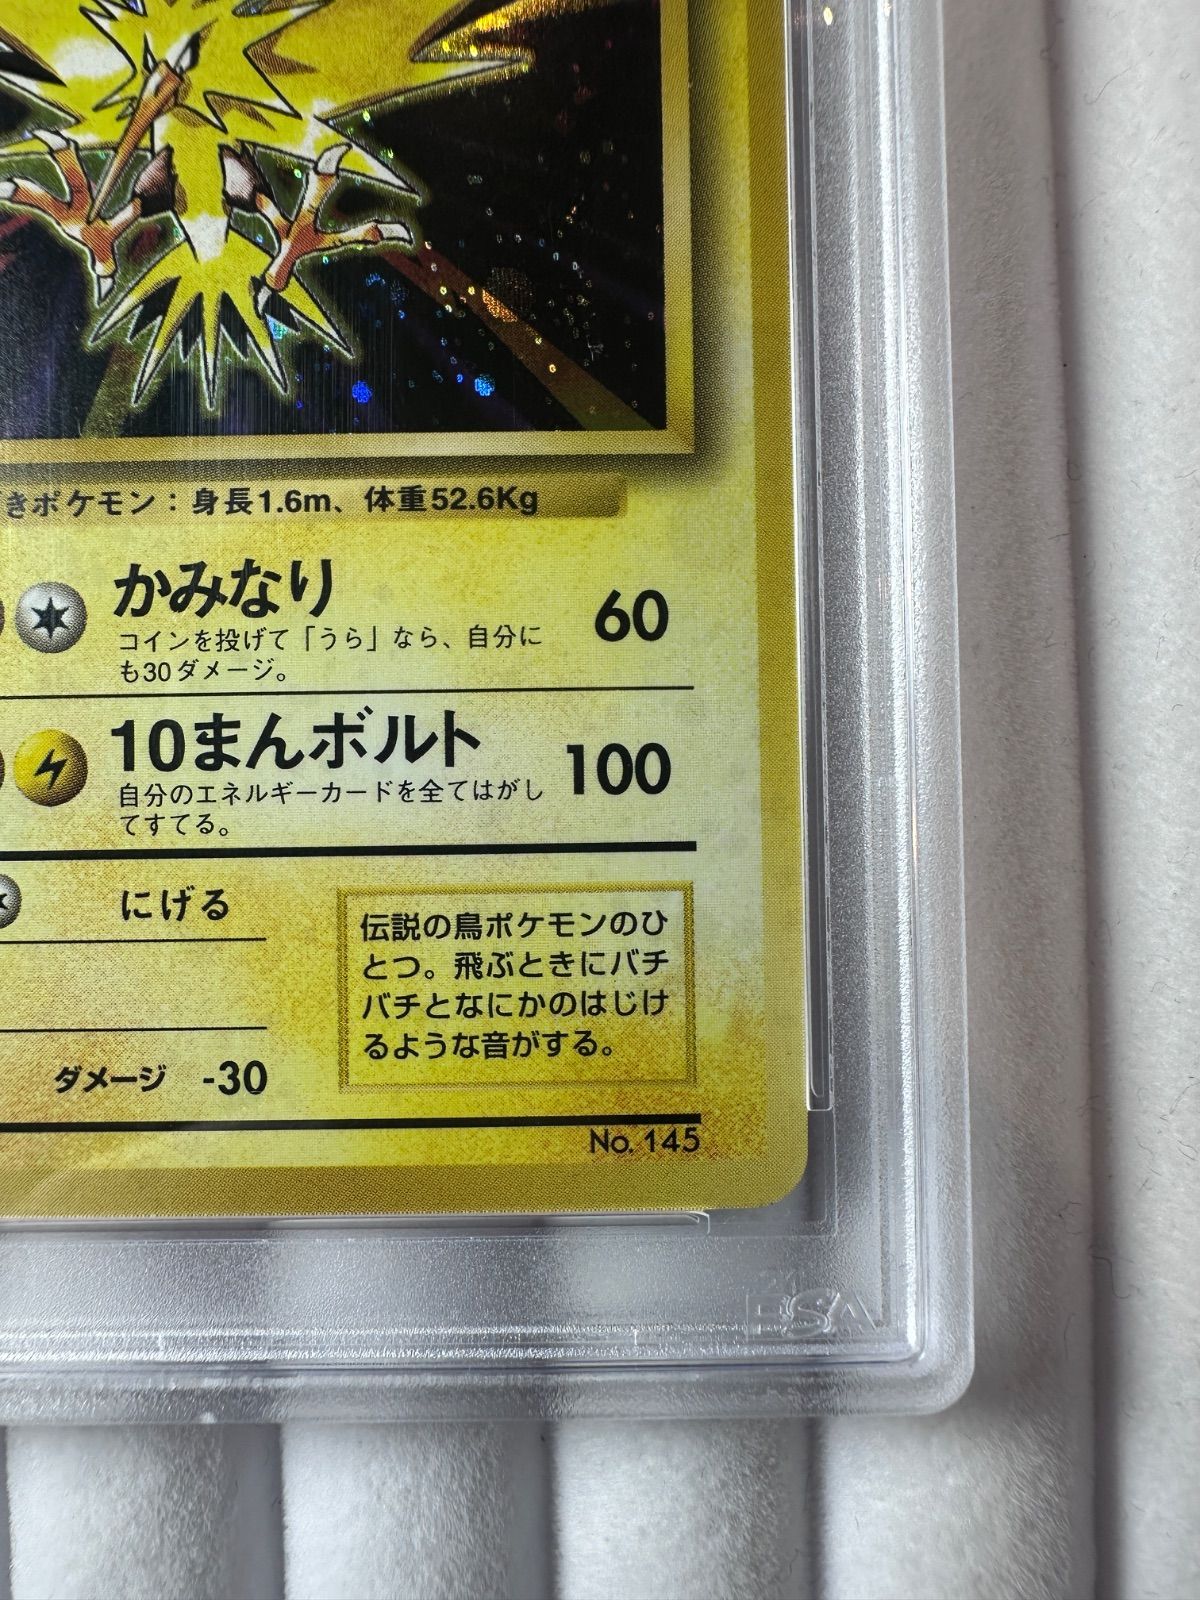 きポケモン：身長1.6m、体重52.6Kg
かみなり 60
コインを投げて「うら」なら、自分に
も30ダメージ。
10まんボルト 100
自分のエネルギーカードを全てはがし
てすてる。
にげる
伝説の鳥ポケモンのひ
とつ。飛ぶときにバチ
バチとなにかのはじけ
るような音がする。
ダメージ -30
No. 145
PSA